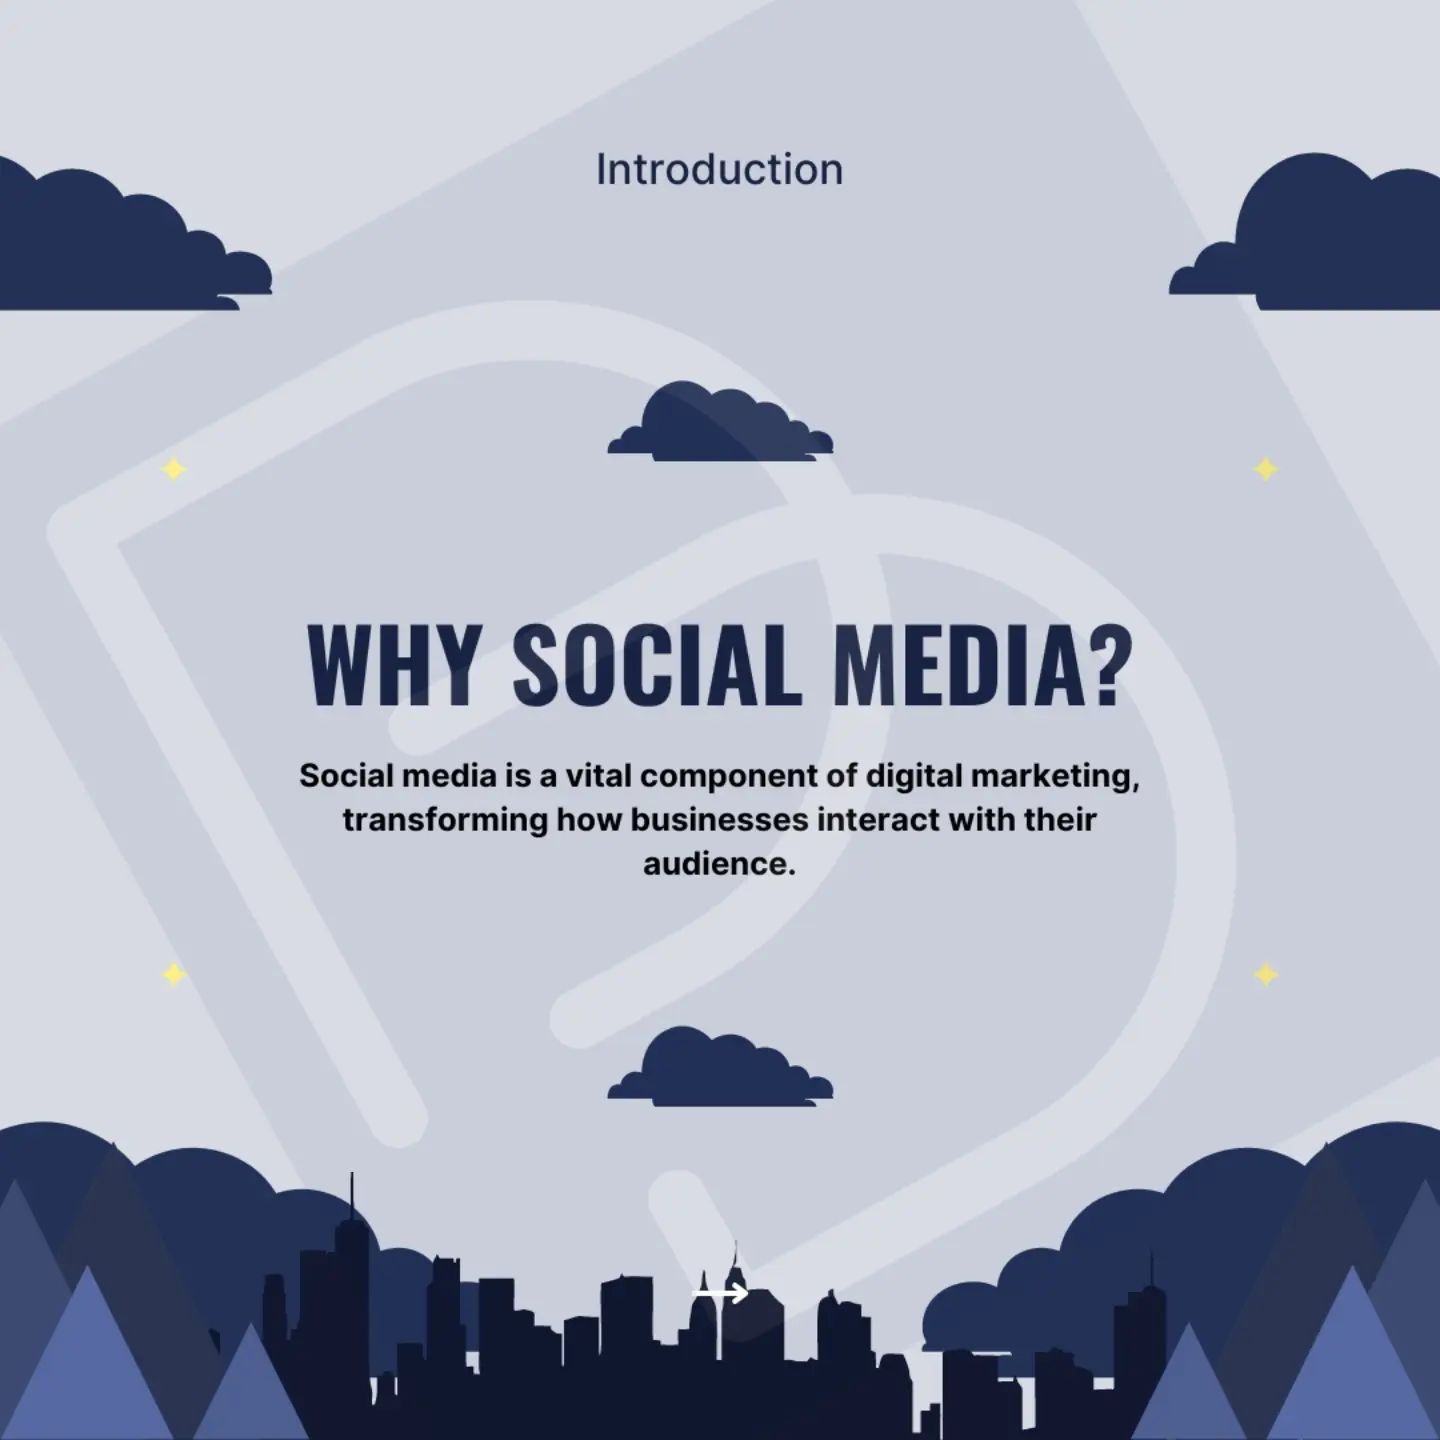 Introduction
WHY SOCIAL MEDIA?
Social media is a vital component of digital marketing,
transforming how businesses interact with their
audience.